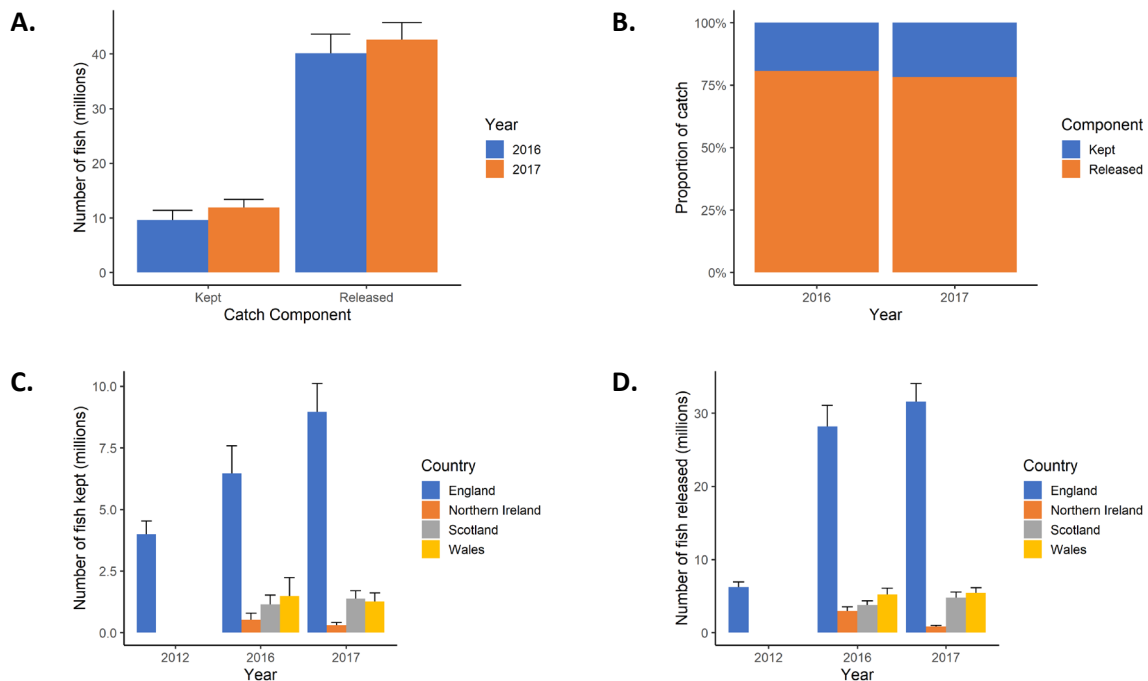 A.
Number of fish (millions)
40
30
20
10
0
Kept
Released
Catch Component
Year
2016
2017
B.
Proportion of catch
100%
75%
50%
25%
0%
2016
2017
Year
Component
Kept
Released
C.
Number of fish kept (millions)
10.0
7.5
5.0
2.5
0.0
2012
2016
2017
Year
Country
England
Northern Ireland
Scotland
Wales
D.
Number of fish released (millions)
30
20
10
0
2012
2016
2017
Year
Country
England
Northern Ireland
Scotland
Wales